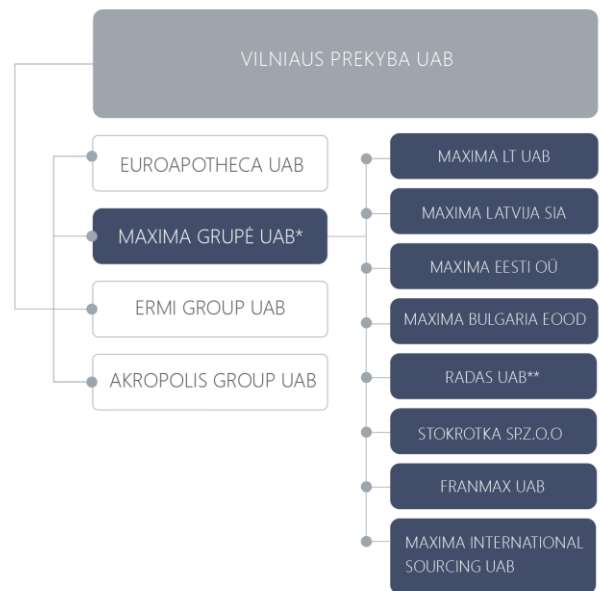 VILNIAUS PREKYBA UAB
EUROAPOTHECA UAB
MAXIMA GRUPĖ UAB*
ERMI GROUP UAB
AKROPOLIS GROUP UAB
MAXIMA LT UAB
MAXIMA LATVIJA SIA
MAXIMA EESTI OÜ
MAXIMA BULGARIA EOOD
RADAS UAB**
STOKROTKA SP.Z.O.O
FRANMAX UAB
MAXIMA INTERNATIONAL
SOURCING UAB